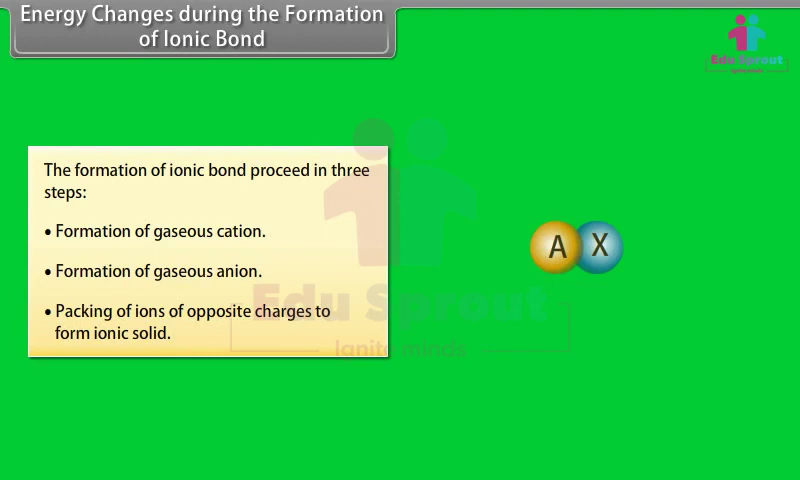 Energy Changes during the Formation
of Ionic Bond
Edu Sprout
Ignite minds
The formation of ionic bond proceed in three
steps:
• Formation of gaseous cation.
• Formation of gaseous anion.
• Packing of ions of opposite charges to
form ionic solid.
A X
Edu Sprout
Ignite minds